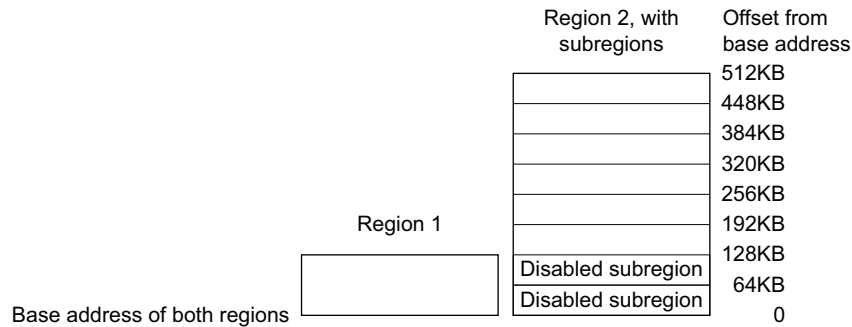 Region 2, with
subregions
Offset from
base address
512KB
448KB
384KB
320KB
256KB
Region 1
192KB
128KB
Disabled subregion
64KB
Disabled subregion
Base address of both regions
0